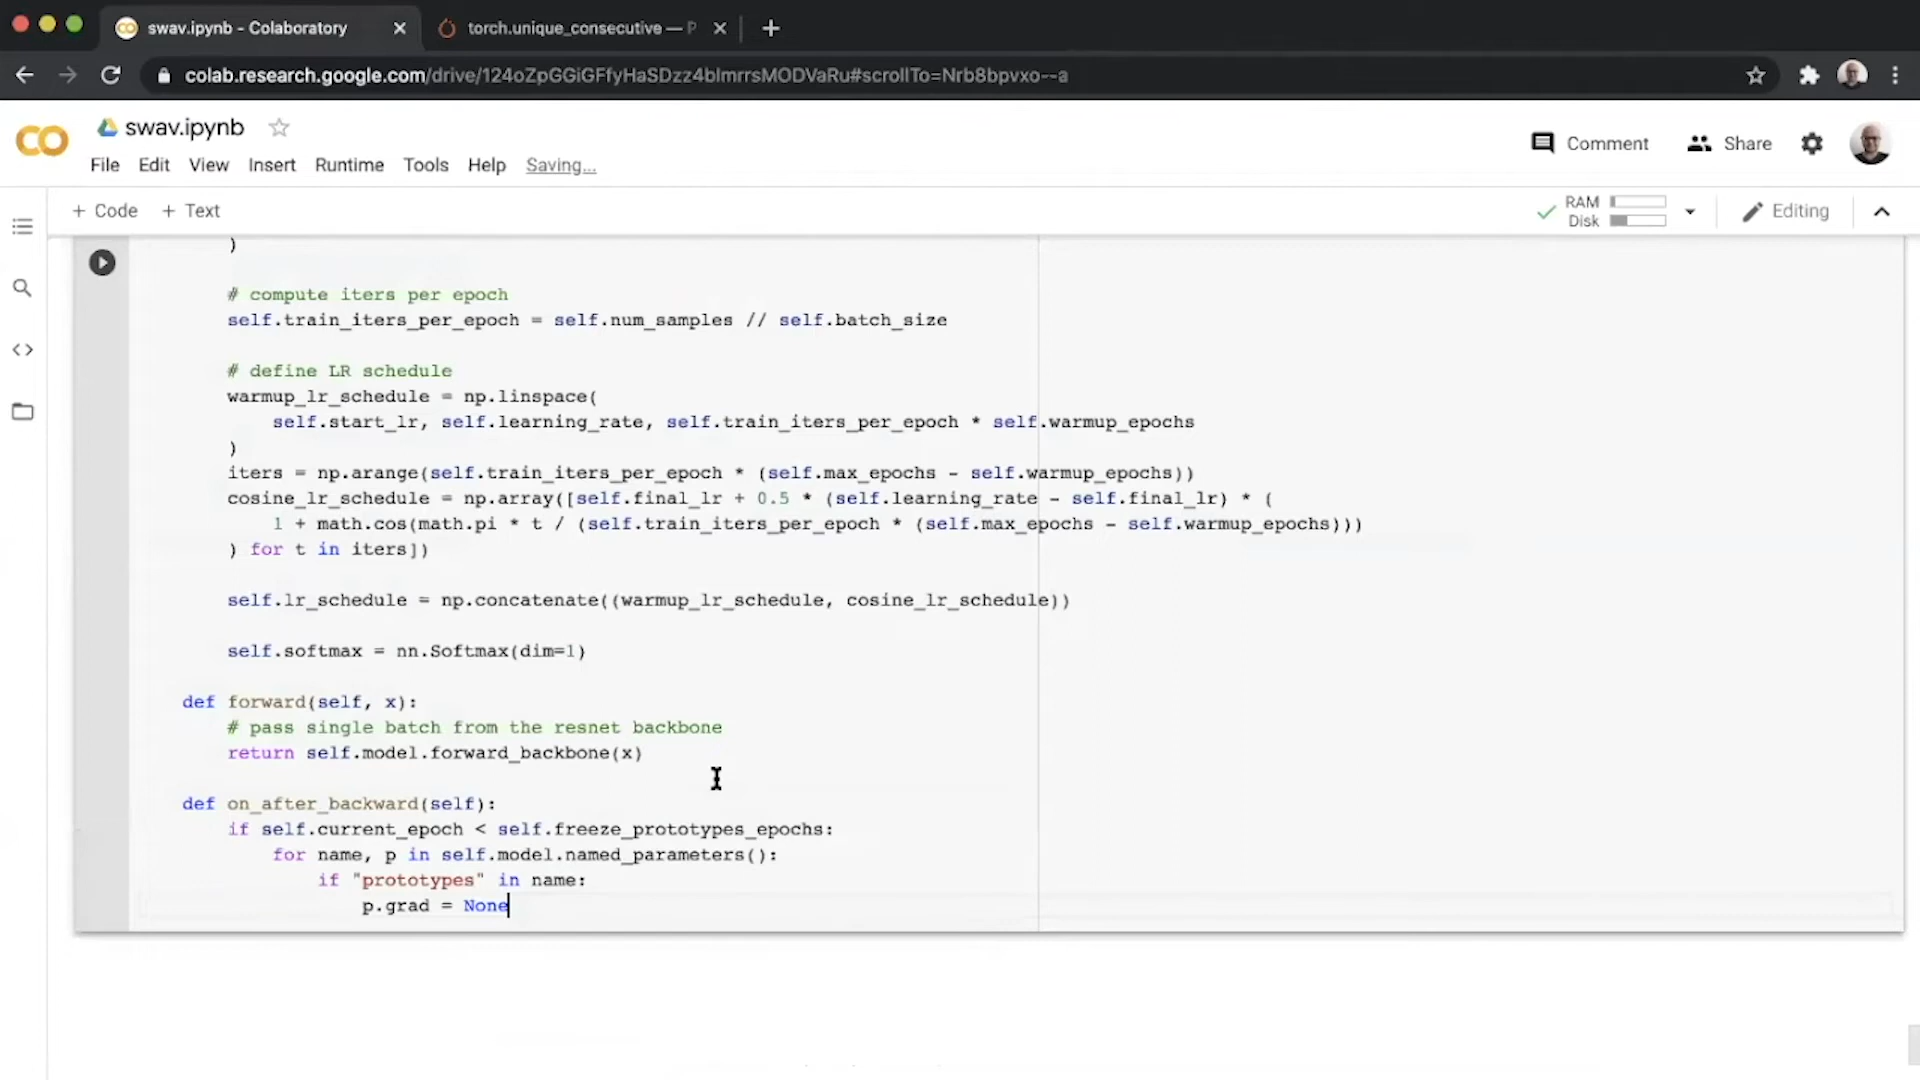 swav.ipynb - Colaboratory
torch.unique_consecutive — P
colab.research.google.com/drive/124oZpGGiGFfyHaSDzz4blmrrsMODVaRu#scrollTo=Nrb8bpvxo--a
swav.ipynb
Comment
Share
File Edit View Insert Runtime Tools Help Saving...
+ Code + Text
RAM
Disk
Editing
)
# compute iters per epoch
self.train_iters_per_epoch = self.num_samples // self.batch_size
# define LR schedule
warmup_lr_schedule = np.linspace(
self.start_lr, self.learning_rate, self.train_iters_per_epoch * self.warmup_epochs
)
iters = np.arange(self.train_iters_per_epoch * (self.max_epochs - self.warmup_epochs))
cosine_lr_schedule = np.array([self.final_lr + 0.5 * (self.learning_rate - self.final_lr) * (
1 + math.cos(math.pi * t / (self.train_iters_per_epoch * (self.max_epochs - self.warmup_epochs)))
) for t in iters])
self.lr_schedule = np.concatenate((warmup_lr_schedule, cosine_lr_schedule))
self.softmax = nn.Softmax(dim=1)
def forward(self, x):
# pass single batch from the resnet backbone
return self.model.forward_backbone(x)
def on_after_backward(self):
if self.current_epoch < self.freeze_prototypes_epochs:
for name, p in self.model.named_parameters():
if "prototypes" in name:
p.grad = None